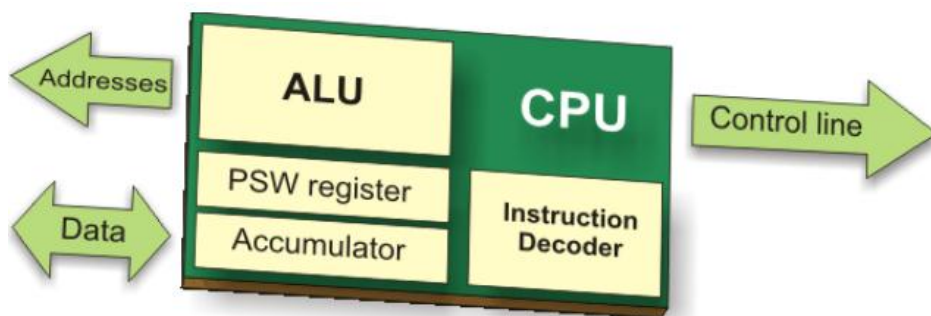 Addresses
ALU
CPU
Control line
PSW register
Data
Accumulator
Instruction
Decoder